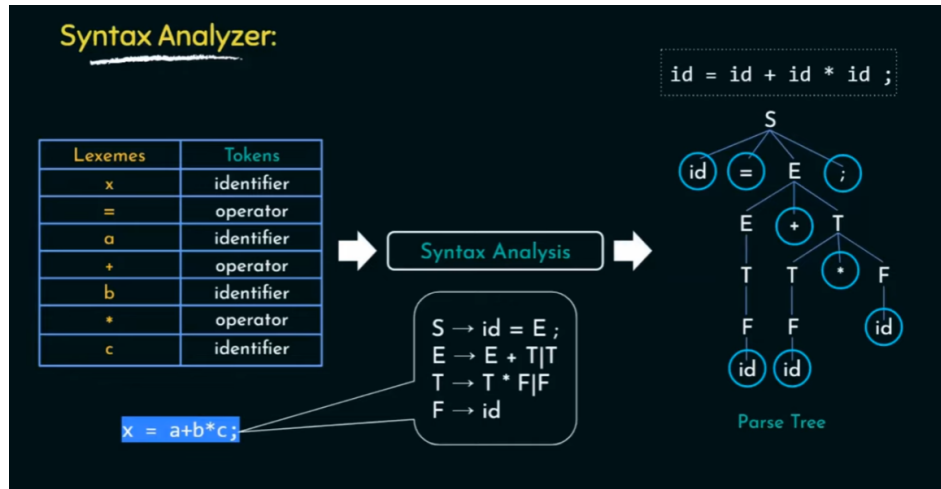 Syntax Analyzer:
id = id + id * id ;
Lexemes Tokens
x identifier
= operator
a identifier
+ operator
b identifier
* operator
c identifier
Syntax Analysis
S → id = E ;
E → E + T|T
T → T * F|F
F → id
x = a+b*c;
S
id = E ;
E + T
T T * F
F F id
id id
Parse Tree